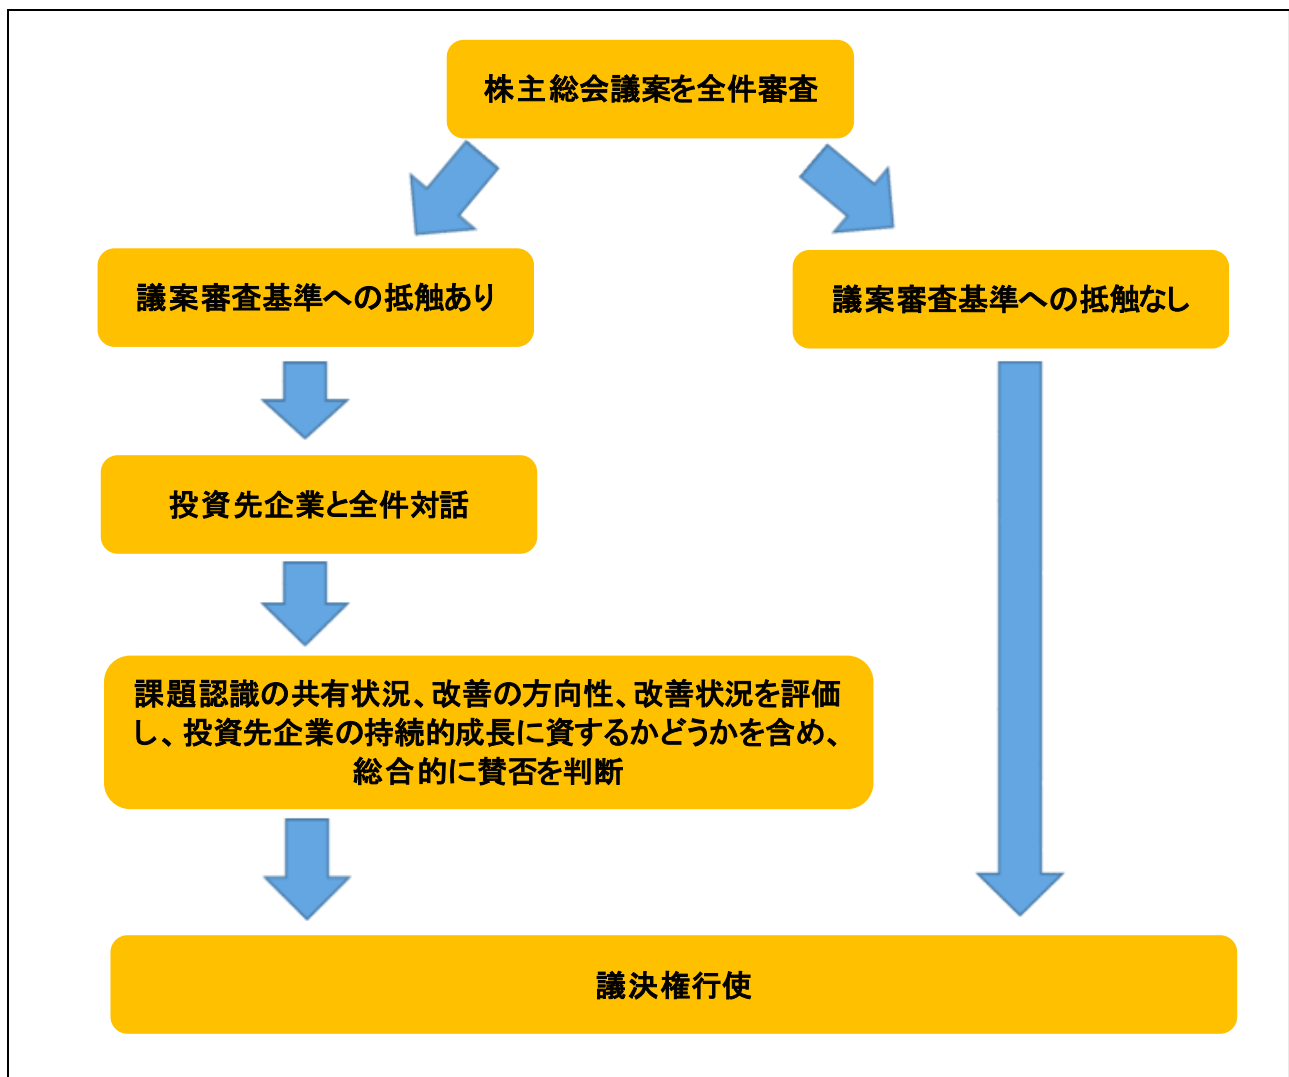 株主総会議案を全件審査
議案審査基準への抵触あり
議案審査基準への抵触なし
投資先企業と全件対話
課題認識の共有状況、改善の方向性、改善状況を評価
し、投資先企業の持続的成長に資するかどうかを含め、
総合的に賛否を判断
議決権行使